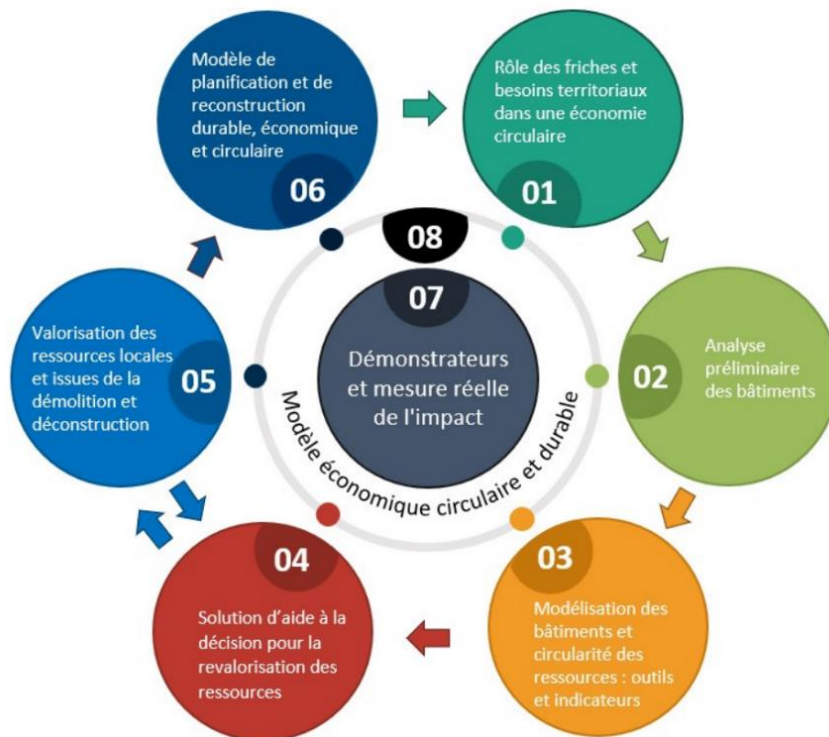 Rôle des friches et
besoins territoriaux
dans une économie
circulaire
01
02
Analyse
préliminaire
des bâtiments
03
Modélisation des
bâtiments et
circularité des
ressources : outils
et indicateurs
04
Solution d’aide à la
décision pour la
revalorisation des
ressources
Valorisation des
ressources locales
et issues de la
démolition et
déconstruction
05
Modèle de
planification et de
reconstruction
durable, économique
et circulaire
06
08
07
Démonstrateurs
et mesure réelle
de l'impact
Modèle économique circulaire et durable